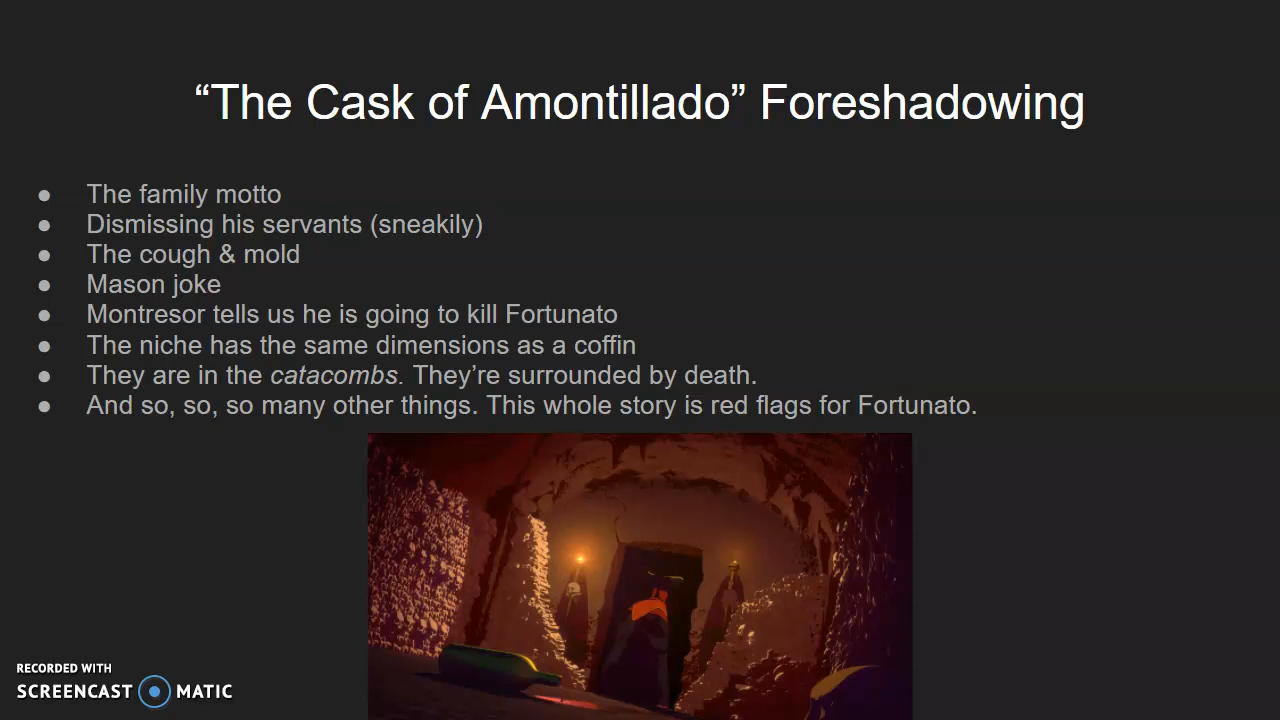 “The Cask of Amontillado” Foreshadowing
● The family motto
● Dismissing his servants (sneakily)
● The cough & mold
● Mason joke
● Montresor tells us he is going to kill Fortunato
● The niche has the same dimensions as a coffin
● They are in the catacombs. They’re surrounded by death.
● And so, so, so many other things. This whole story is red flags for Fortunato.
RECORDED WITH
SCREENCAST MATIC